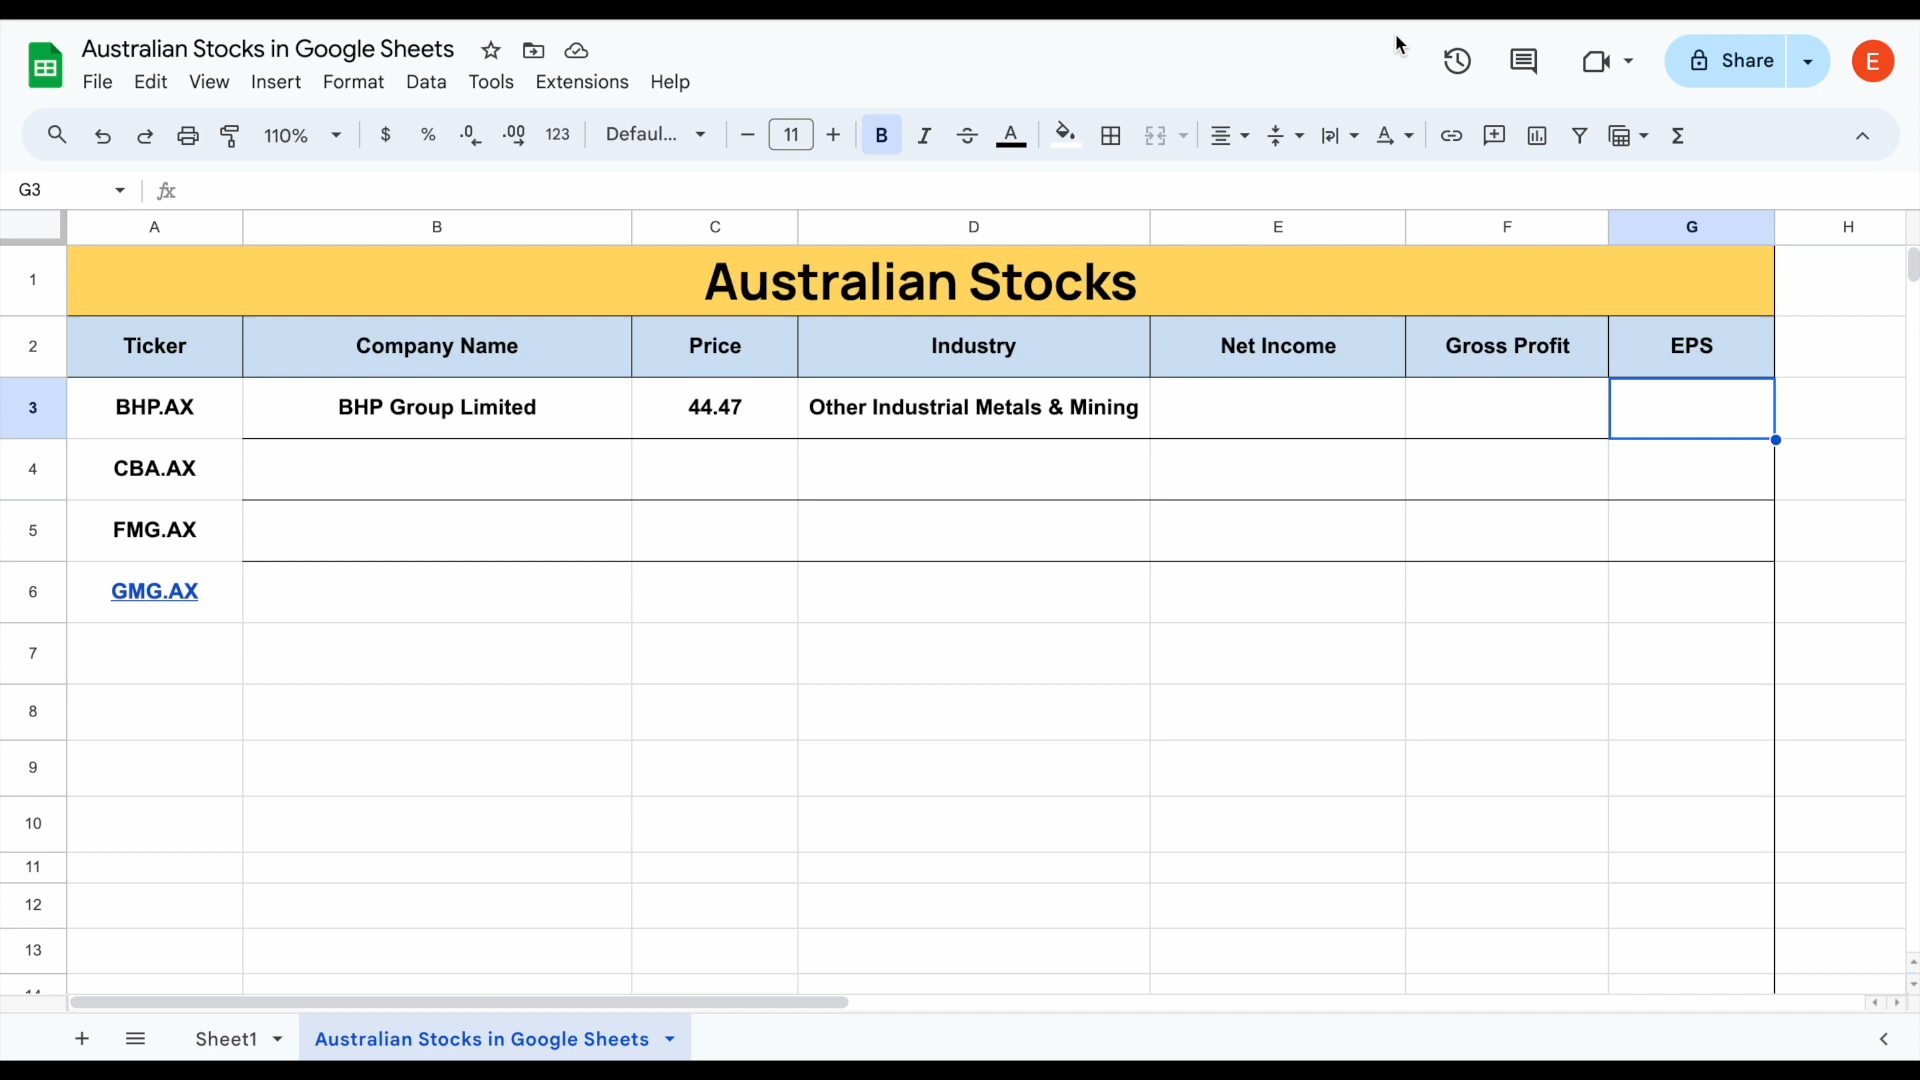 Australian Stocks in Google Sheets
File Edit View Insert Format Data Tools Extensions Help
Share
E
110% $ % .0 .00 123 Defaul... 11 B I A A Σ
G3 fx
A B C D E F G H
1 Australian Stocks
2 Ticker Company Name Price Industry Net Income Gross Profit EPS
3 BHP.AX BHP Group Limited 44.47 Other Industrial Metals & Mining
4 CBA.AX
5 FMG.AX
6 GMG.AX
7
8
9
10
11
12
13
14
Sheet1 Australian Stocks in Google Sheets